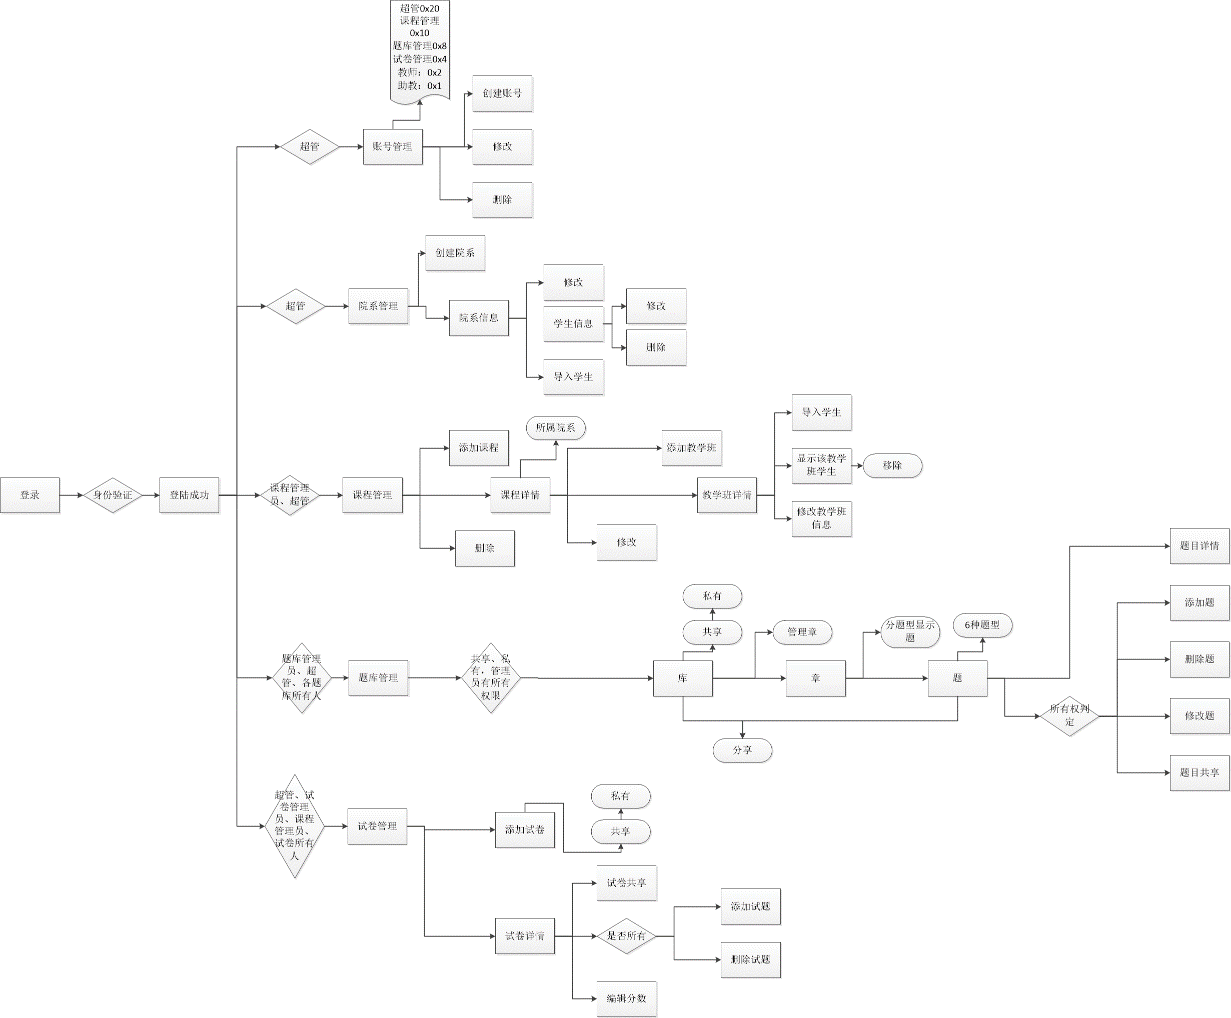 超管0x20
课程管理
0x10
题库管理0x8
试卷管理0x4
教师：0x2
助教：0x1
创建账号
超管
账号管理
修改
删除
创建院系
超管
院系管理
院系信息
修改
学生信息
修改
删除
导入学生
登录
身份验证
登陆成功
课程管理
员、超管
课程管理
添加课程
删除
所属院系
课程详情
添加教学班
教学班详情
修改
导入学生
显示该教学
班学生
移除
修改教学班
信息
题库管理
员、超
管、各题
库所有人
题库管理
共享、私
有，管理
员有所有
权限
私有
共享
库
管理章
章
分题型显示
题
6种题型
题
分享
所有权判
定
题目详情
添加题
删除题
修改题
题目共享
超管、试
卷管理
员、课程
管理员、
试卷所有
人
试卷管理
添加试卷
私有
共享
试卷详情
试卷共享
是否所有
添加试题
删除试题
编辑分数